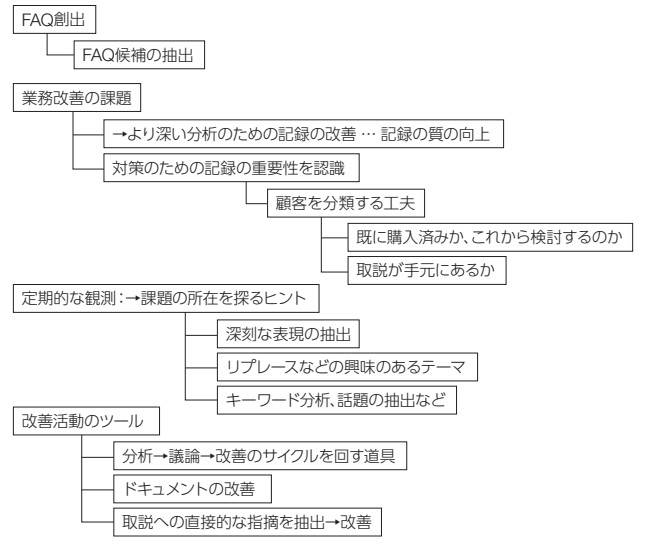 FAQ創出
FAQ候補の抽出
業務改善の課題
→より深い分析のための記録の改善 … 記録の質の向上
対策のための記録の重要性を認識
顧客を分類する工夫
既に購入済みか、これから検討するのか
取説が手元にあるか
定期的な観測：→課題の所在を探るヒント
深刻な表現の抽出
リプレースなどの興味のあるテーマ
キーワード分析、話題の抽出など
改善活動のツール
分析→議論→改善のサイクルを回す道具
ドキュメントの改善
取説への直接的な指摘を抽出→改善